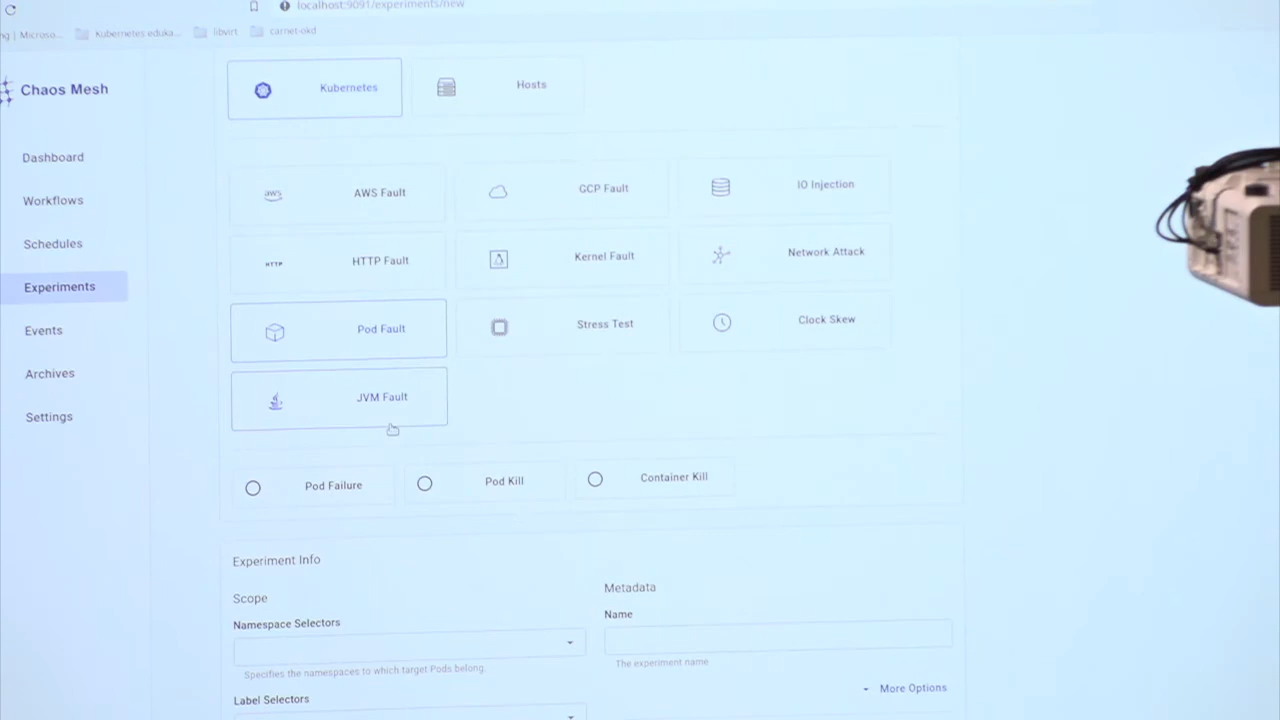 localhost:9091/experiments/new
Microso...
Kubernetes eduka...
libvirt
carnet-okd
Chaos Mesh
Kubernetes
Hosts
Dashboard
Workflows
Schedules
Experiments
Events
Archives
Settings
aws
AWS Fault
GCP Fault
IO Injection
HTTP
HTTP Fault
Kernel Fault
Network Attack
Pod Fault
Stress Test
Clock Skew
JVM Fault
Pod Failure
Pod Kill
Container Kill
Experiment Info
Scope
Metadata
Namespace Selectors
Name
Specifies the namespaces to which target Pods belong.
The experiment name
Label Selectors
More Options